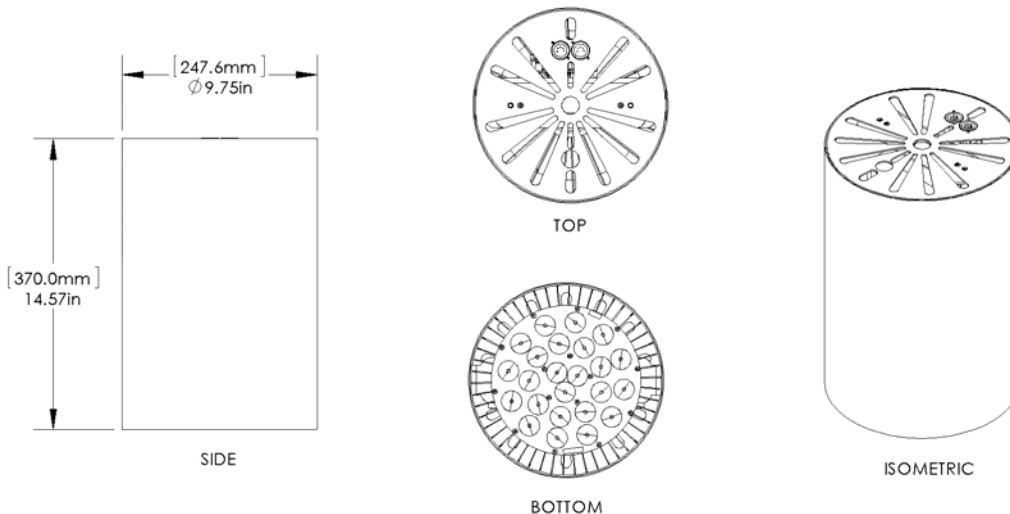 [247.6mm]
Ø9.75in
[370.0mm]
14.57in
SIDE
TOP
BOTTOM
ISOMETRIC